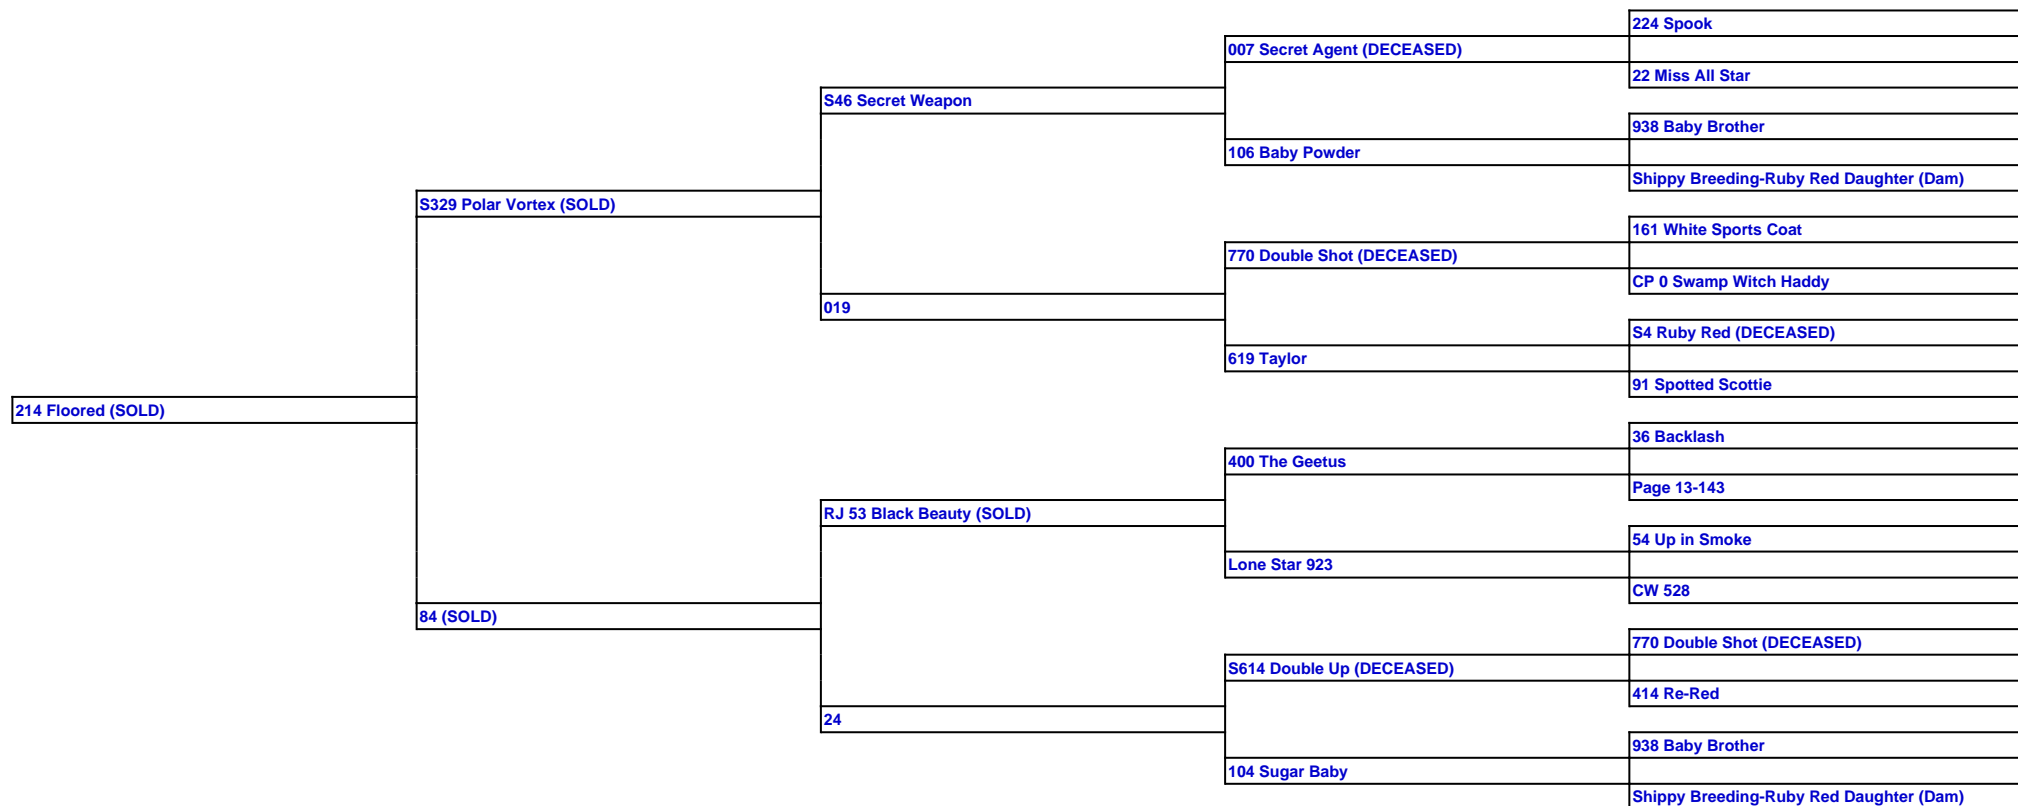 224 Spook
007 Secret Agent (DECEASED)
22 Miss All Star
S46 Secret Weapon
938 Baby Brother
106 Baby Powder
Shippy Breeding-Ruby Red Daughter (Dam)
S329 Polar Vortex (SOLD)
161 White Sports Coat
770 Double Shot (DECEASED)
CP 0 Swamp Witch Haddy
019
S4 Ruby Red (DECEASED)
619 Taylor
91 Spotted Scottie
214 Floored (SOLD)
36 Backlash
400 The Geetus
Page 13-143
RJ 53 Black Beauty (SOLD)
54 Up in Smoke
Lone Star 923
CW 528
84 (SOLD)
770 Double Shot (DECEASED)
S614 Double Up (DECEASED)
414 Re-Red
24
938 Baby Brother
104 Sugar Baby
Shippy Breeding-Ruby Red Daughter (Dam)